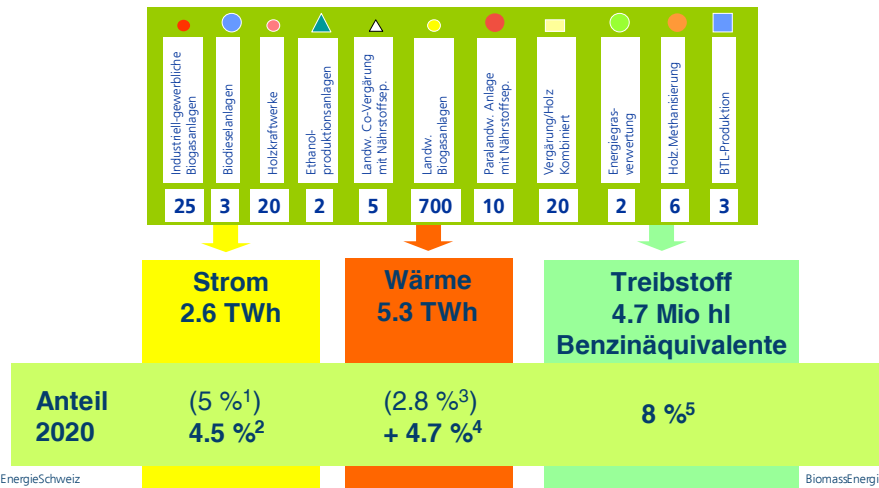 Industriell-gewerbliche
Biogasanlagen
Biodieselanlagen
Holzkraftwerke
Ethanol-
produktionsanlagen
Landw. Co-Vergärung
mit Nährstoffsep.
Landw.
Biogasanlagen
Paralandw. Anlage
mit Nährstoffsep.
Vergärung/Holz
Kombiniert
Energiegras-
verwertung
Holz.Methanisierung
BTL-Produktion
25 3 20 2 5 700 10 20 2 6 3
Strom
2.6 TWh
Wärme
5.3 TWh
Treibstoff
4.7 Mio hl
Benzinäquivalente
Anteil
2020
(5 %¹)
4.5 %²
(2.8 %³)
+ 4.7 %⁴
8 %⁵
EnergieSchweiz
BiomassEnergi